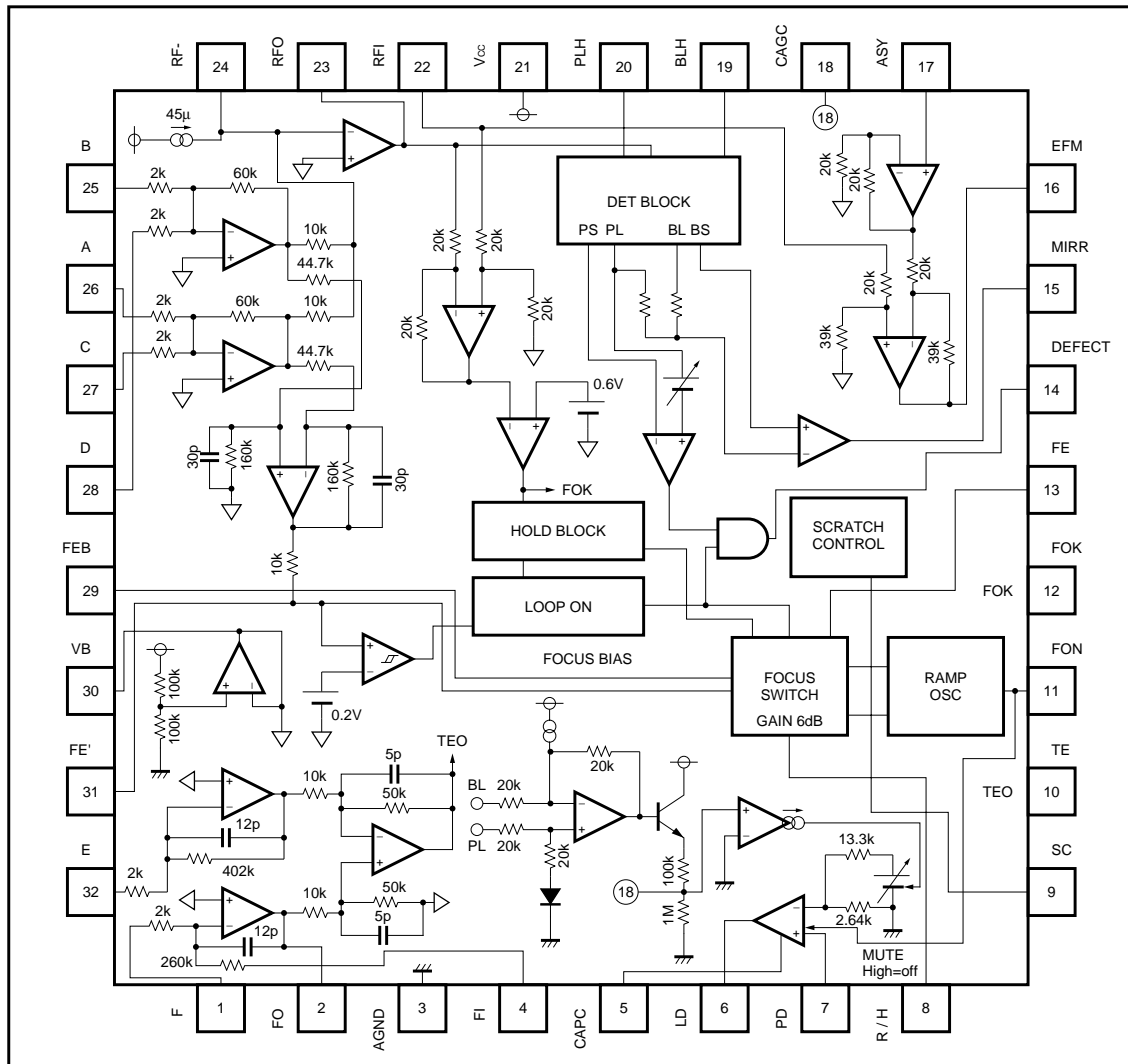 RF-
RFO
RFI
Vcc
PLH
BLH
CAGC
ASY
24
23
22
21
20
19
18
17
45μ
18
B
25
2k
60k
2k
10k
44.7k
A
26
2k
60k
10k
2k
44.7k
C
27
D
28
30p
160k
160k
30p
10k
20k
20k
20k
20k
DET BLOCK
PS PL
BL BS
0.6V
20k
20k
20k
20k
39k
39k
EFM
16
MIRR
15
DEFECT
14
FE
13
FOK
HOLD BLOCK
LOOP ON
SCRATCH
CONTROL
FOK
FOK
12
FEB
29
VB
30
100k
100k
0.2V
FOCUS BIAS
FOCUS
SWITCH
GAIN 6dB
RAMP
OSC
FON
11
FE'
31
TEO
10k
5p
50k
12p
402k
E
32
2k
2k
10k
50k
5p
12p
260k
BL
20k
PL
20k
20k
20k
18
100k
1M
13.3k
2.64k
MUTE
High=off
TE
TEO
10
SC
9
1
2
3
4
5
6
7
8
F
FO
AGND
FI
CAPC
LD
PD
R / H